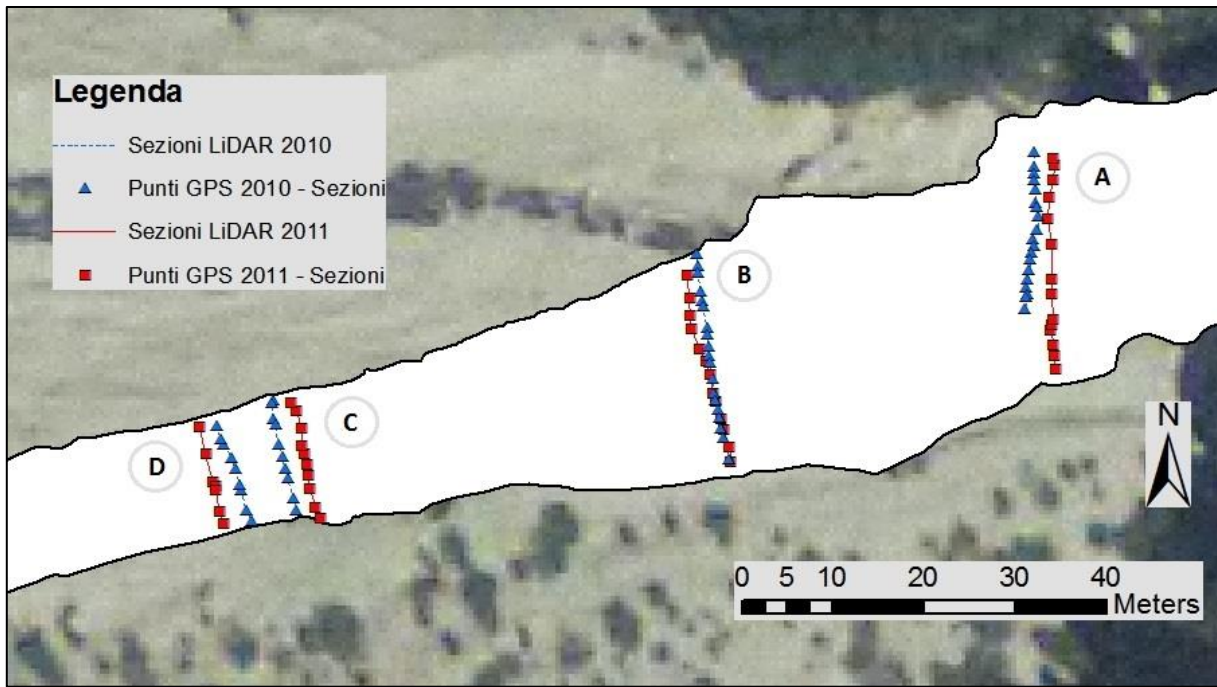 Legenda
Sezioni LiDAR 2010
Punti GPS 2010 - Sezioni
Sezioni LiDAR 2011
Punti GPS 2011 - Sezioni
A
B
C
D
N
0 5 10 20 30 40
Meters